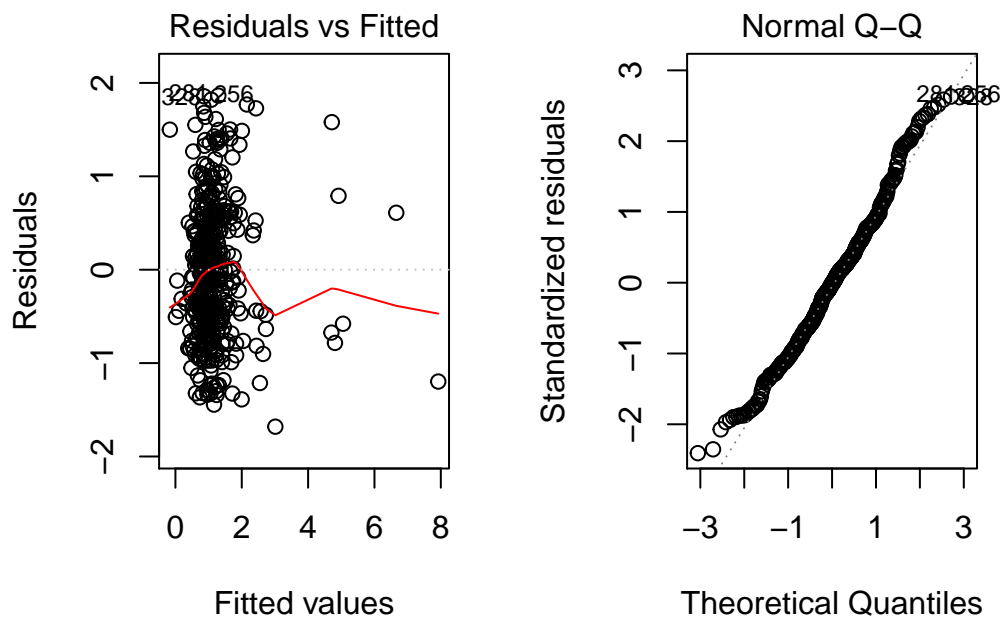 Residuals vs Fitted
Residuals
2
1
0
−1
−2
0 2 4 6 8
Fitted values
256
Normal Q−Q
Standardized residuals
3
2
1
0
−1
−2
−3 −1 1 3
Theoretical Quantiles